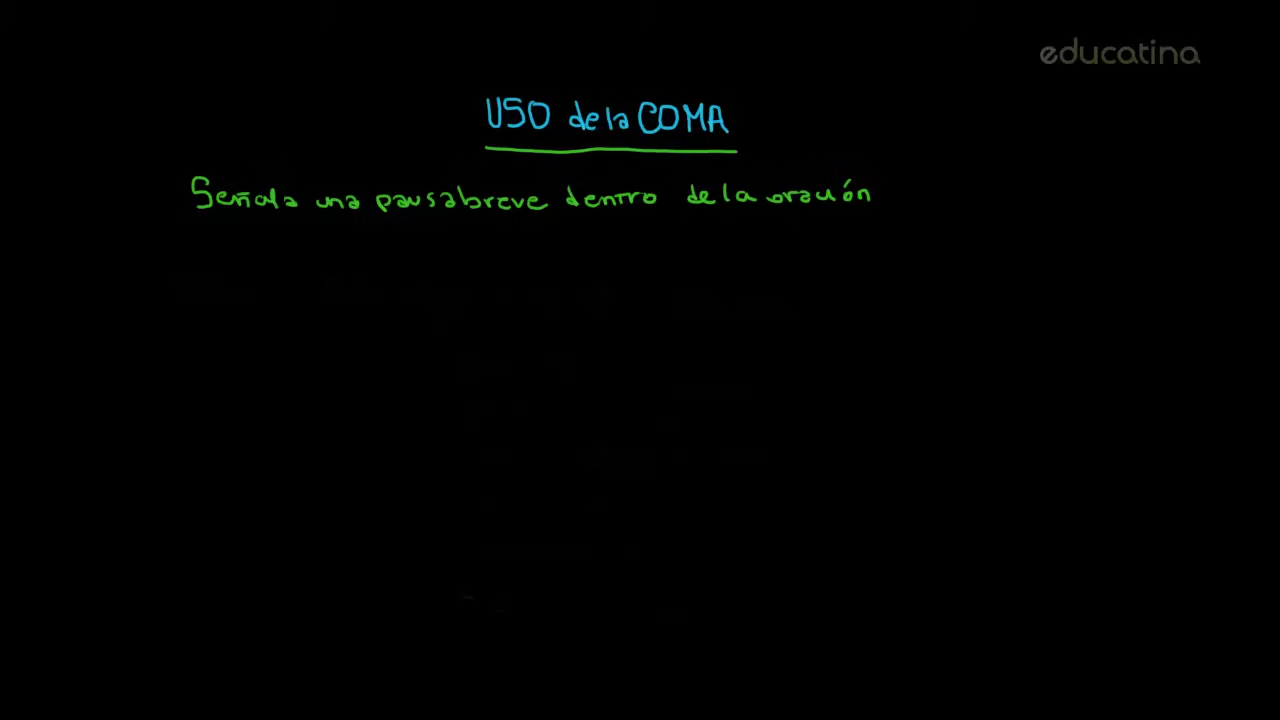 educatina
USO de la COMA
Señala una pausa breve dentro de la oración